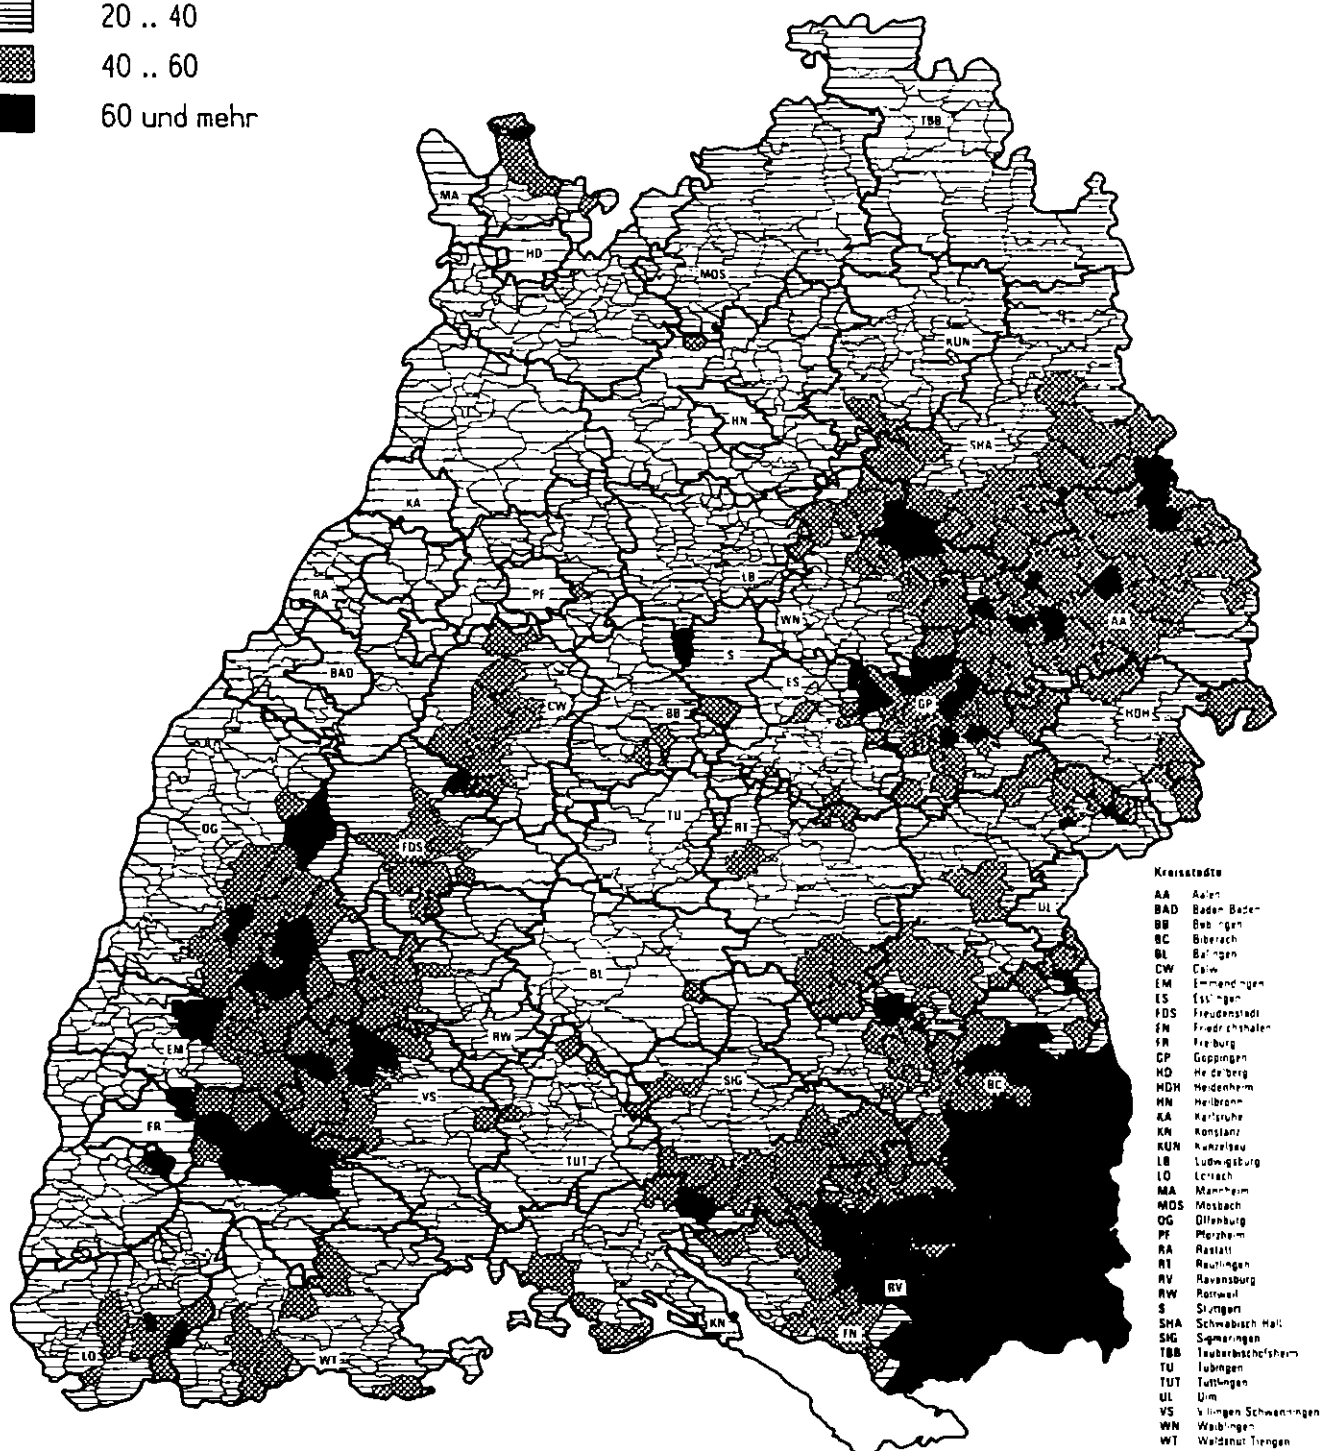 20 .. 40
40 .. 60
60 und mehr
TBB
MA
HD
MOS
KUN
HN
SHA
KA
LB
PF
RA
WN
AA
S
BAD
ES
CW
BB
GP
HDH
OG
TU
RT
FDS
UL
BL
RW
EM
SIG
BC
VS
FR
TUT
RV
KN
FN
LO
WT
Kreisstädte
AA Aalen
BAD Baden Baden
BB
BC Biberach
BL Balingen
CW Calw
EM Emmendingen
ES Esslingen
FDS Freudenstadt
FN Friedrichshafen
FR Freiburg
GP Goppingen
HD Heidelberg
HDH Heidenheim
HN Heilbronn
KA Karlsruhe
KN Konstanz
KUN Kunzelsau
LB Ludwigsburg
LO Lorrach
MA Mannheim
MOS Mosbach
OG Offenburg
PF Pforzheim
RA Rastatt
RT Reutlingen
RV Ravensburg
RW Rottweil
S Stuttgart
SHA Schwabisch Hall
SIG Sigmaringen
TBB Tauberbischofsheim
TU Tubingen
TUT Tuttlingen
UL Ulm
VS Villingen Schwenningen
WN Waiblingen
WT Waldshut Tiengen